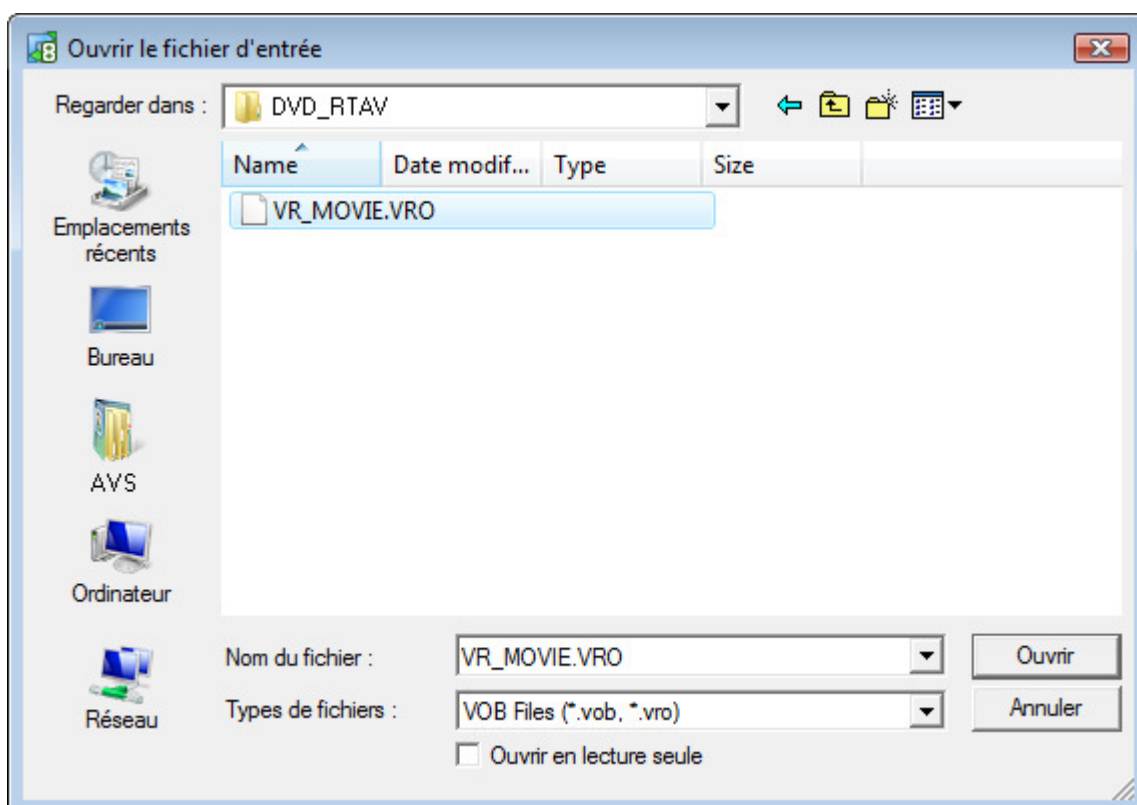 8 Ouvrir le fichier d'entrée
Regarder dans : DVD_RTAV
Name Date modif... Type Size
VR_MOVIE.VRO
Emplacements
récents
Bureau
AVS
Ordinateur
Réseau
Nom du fichier : VR_MOVIE.VRO Ouvrir
Types de fichiers : VOB Files (*.vob, *.vro) Annuler
Ouvrir en lecture seule